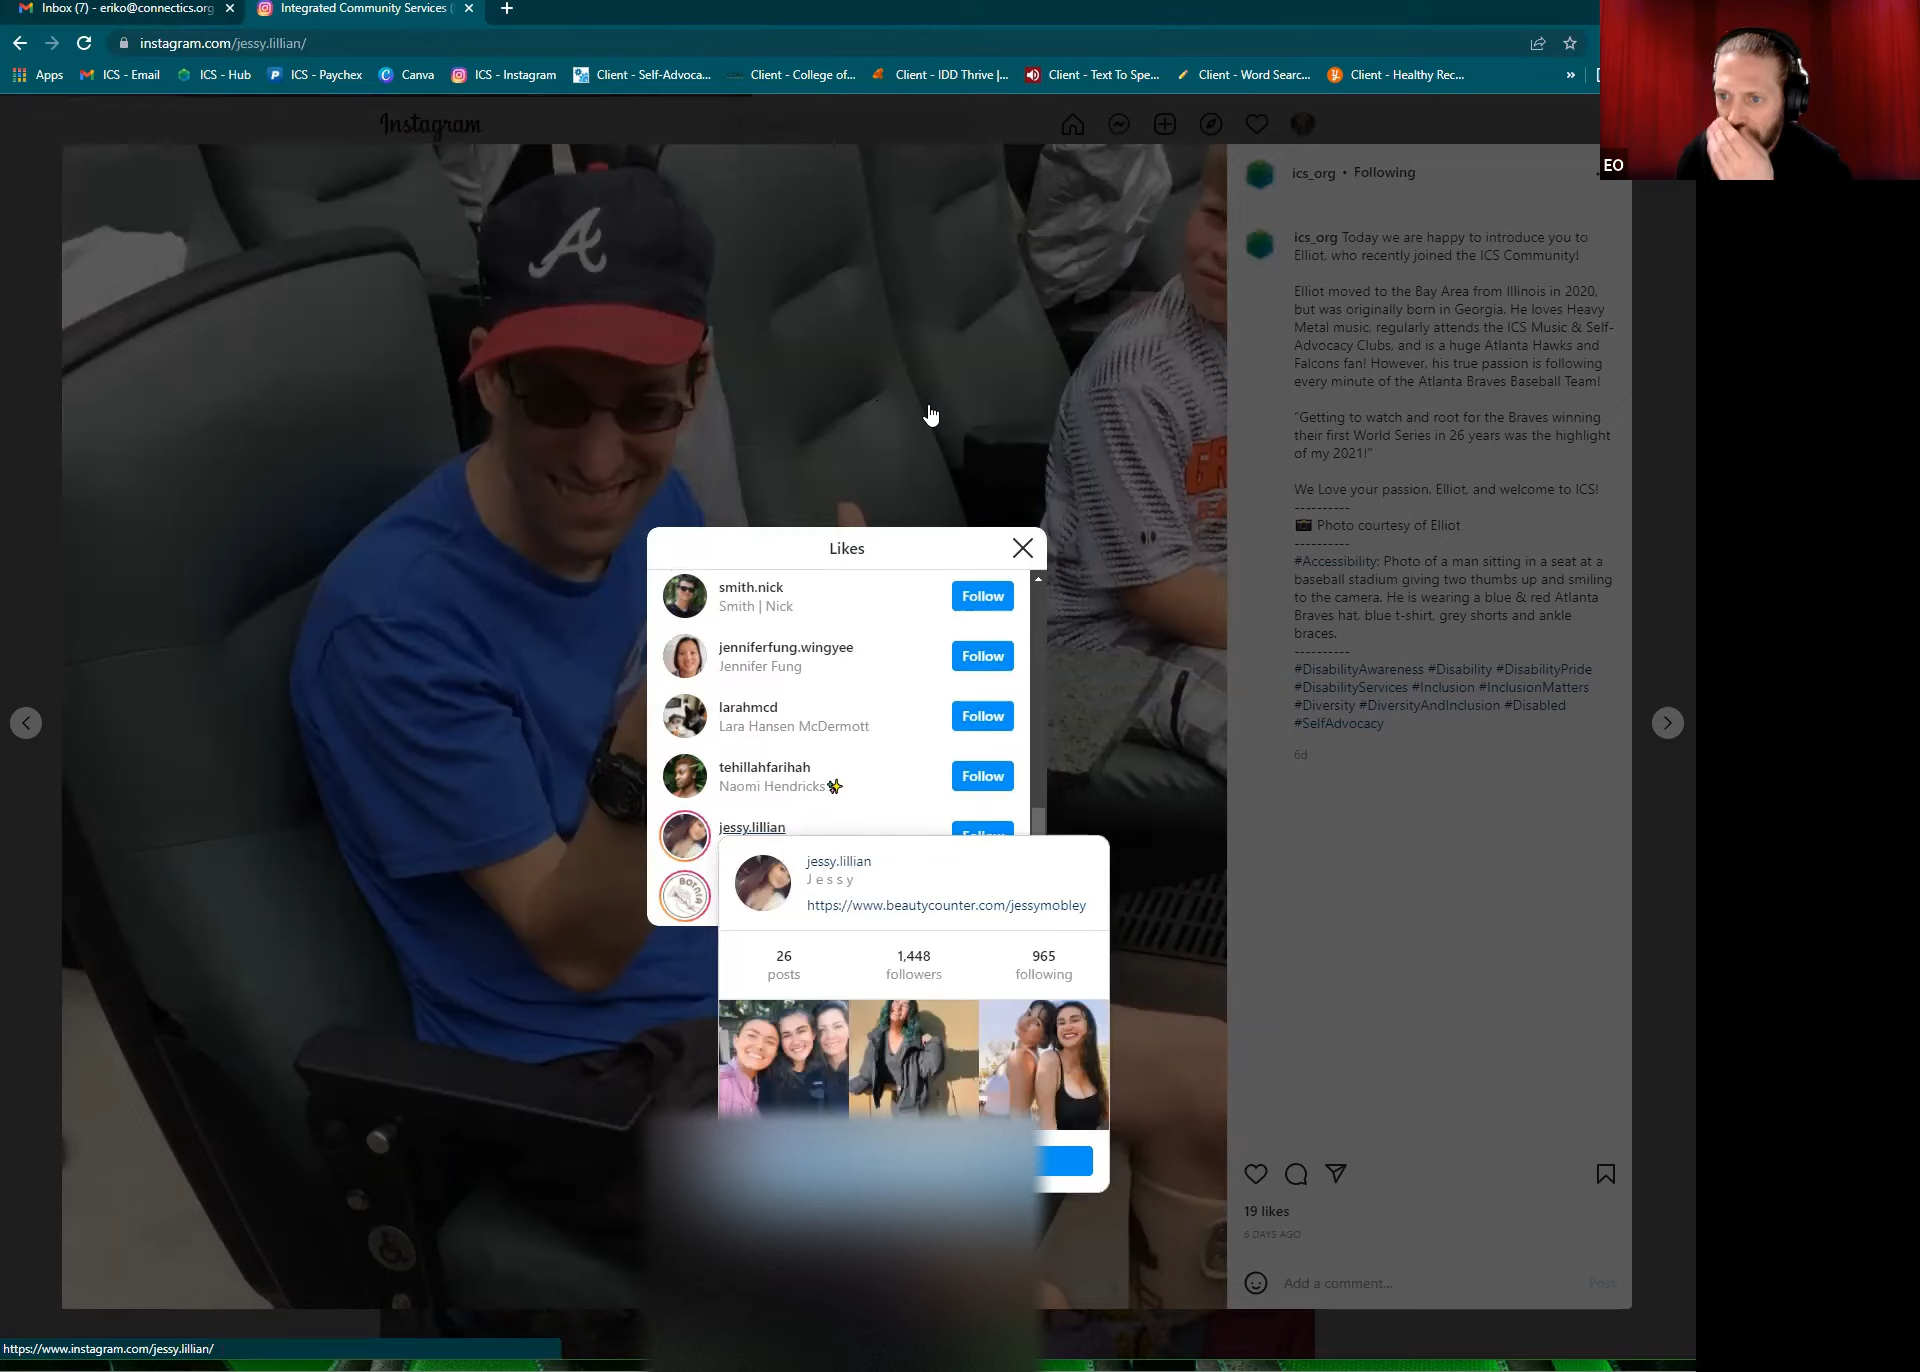 Inbox (7) - eriko@connectics.org
Integrated Community Services (
instagram.com/jessy.lillian/
Apps
ICS - Email
ICS - Hub
ICS - Paychex
Canva
ICS - Instagram
Client - Self-Advoca...
Client - College of...
Client - IDD Thrive |...
Client - Text To Spe...
Client - Word Searc...
Client - Healthy Rec...
»
EO
Instagram
A
ics_org • Following
ics_org Today we are happy to introduce you to
Elliot, who recently joined the ICS Community!
Elliot moved to the Bay Area from Illinois in 2020,
but was originally born in Georgia. He loves Heavy
Metal music, regularly attends the ICS Music & Self-
Advocacy Clubs, and is a huge Atlanta Hawks and
Falcons fan! However, his true passion is following
every minute of the Atlanta Braves Baseball Team!
"Getting to watch and root for the Braves winning
their first World Series in 26 years was the highlight
of my 2021!"
We Love your passion, Elliot, and welcome to ICS!
----------
📷 Photo courtesy of Elliot
----------
#Accessibility: Photo of a man sitting in a seat at a
baseball stadium giving two thumbs up and smiling
to the camera. He is wearing a blue & red Atlanta
Braves hat, blue t-shirt, grey shorts and ankle
braces.
----------
#DisabilityAwareness #Disability #DisabilityPride
#DisabilityServices #Inclusion #InclusionMatters
#Diversity #DiversityAndInclusion #Disabled
#SelfAdvocacy
6d
Likes
smith.nick
Smith | Nick
Follow
jenniferfung.wingyee
Jennifer Fung
Follow
larahmcd
Lara Hansen McDermott
Follow
tehillahfarihah
Naomi Hendricks✨
Follow
jessy.lillian
Follow
jessy.lillian
J e s s y
https://www.beautycounter.com/jessymobley
26
posts
1,448
followers
965
following
19 likes
6 DAYS AGO
Add a comment...
Post
https://www.instagram.com/jessy.lillian/